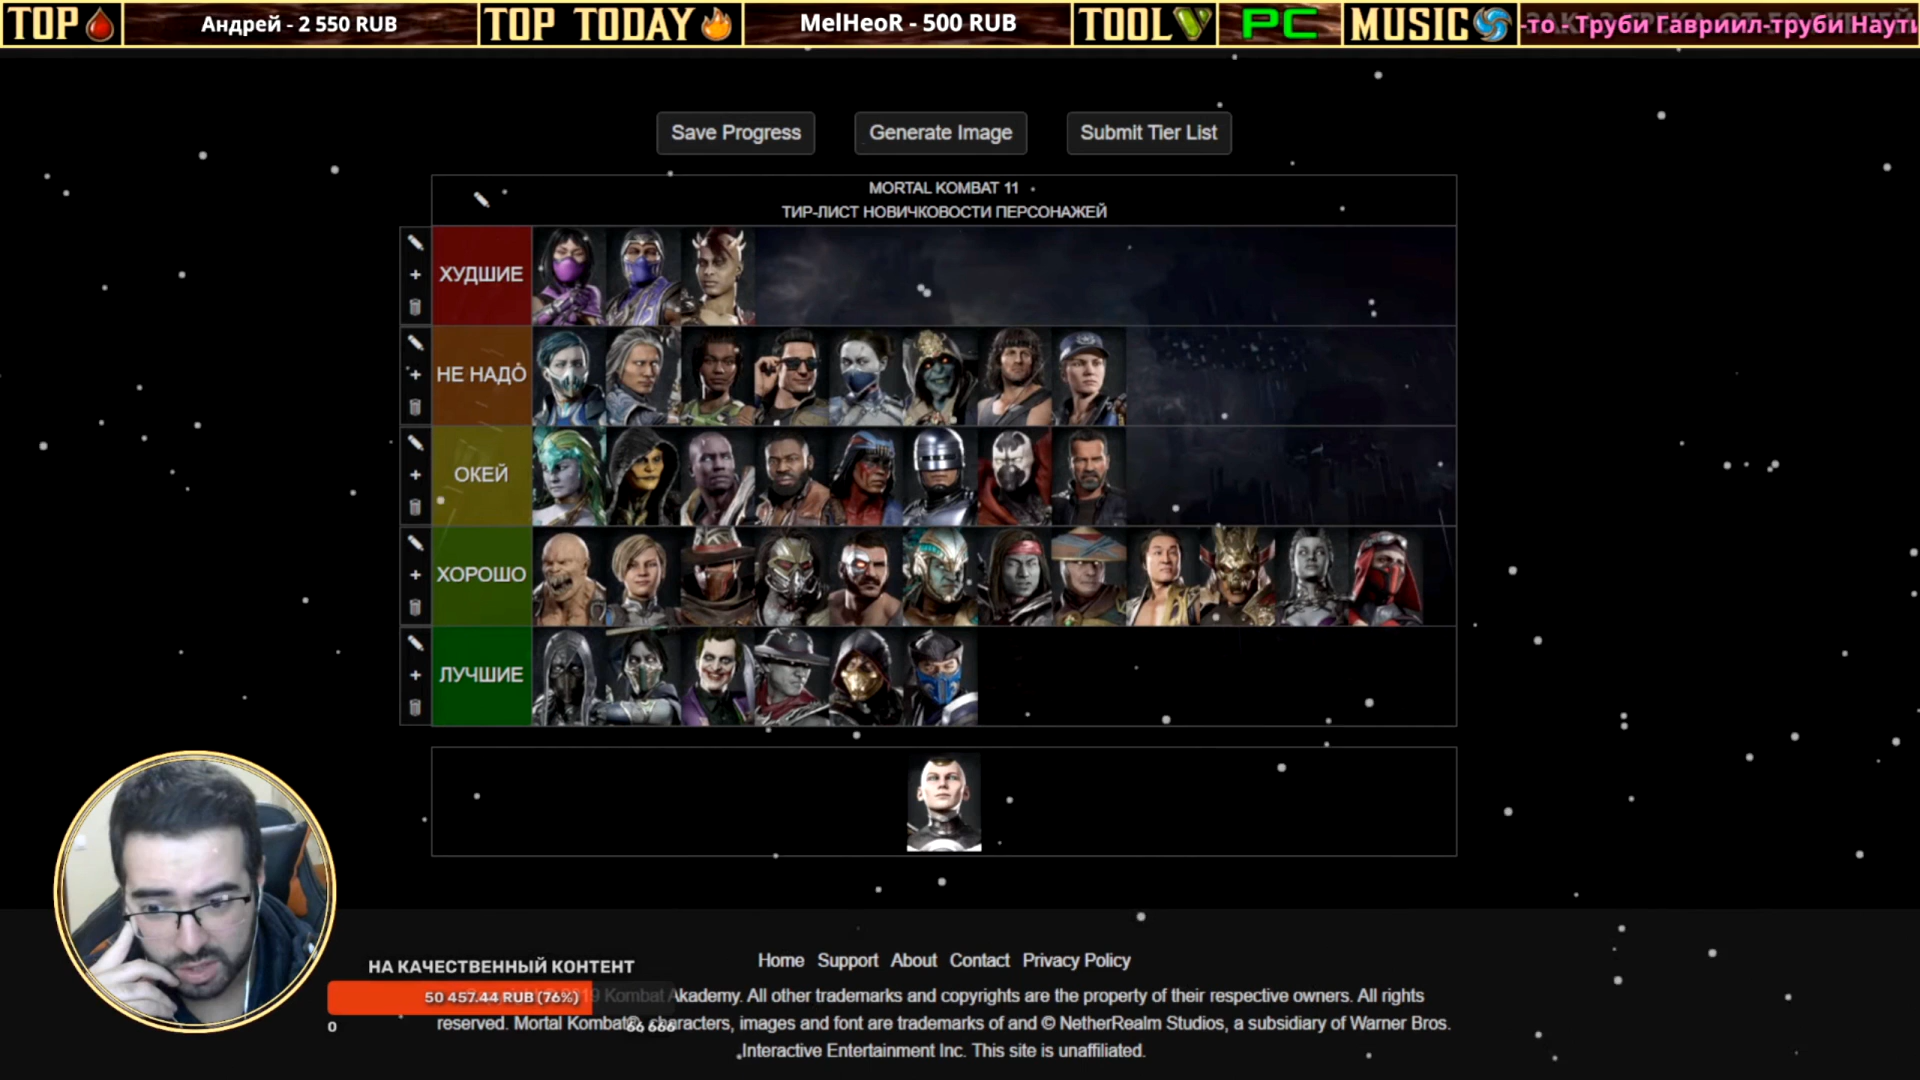 TOP
Андрей - 2 550 RUB
TOP TODAY
MelHeoR - 500 RUB
TOOL
PC
MUSIC
-то - Труби Гавриил-труби Наути
Save Progress
Generate Image
Submit Tier List
MORTAL KOMBAT 11
ТИР-ЛИСТ НОВИЧКОВОСТИ ПЕРСОНАЖЕЙ
ХУДШИЕ
НЕ НАДО
ОКЕЙ
ХОРОШО
ЛУЧШИЕ
НА КАЧЕСТВЕННЫЙ КОНТЕНТ
50 457.44 RUB (76%)
0
66 666
Home Support About Contact Privacy Policy
Kombat Akademy. All other trademarks and copyrights are the property of their respective owners. All rights
reserved. Mortal Kombat®, characters, images and font are trademarks of and © NetherRealm Studios, a subsidiary of Warner Bros.
Interactive Entertainment Inc. This site is unaffiliated.